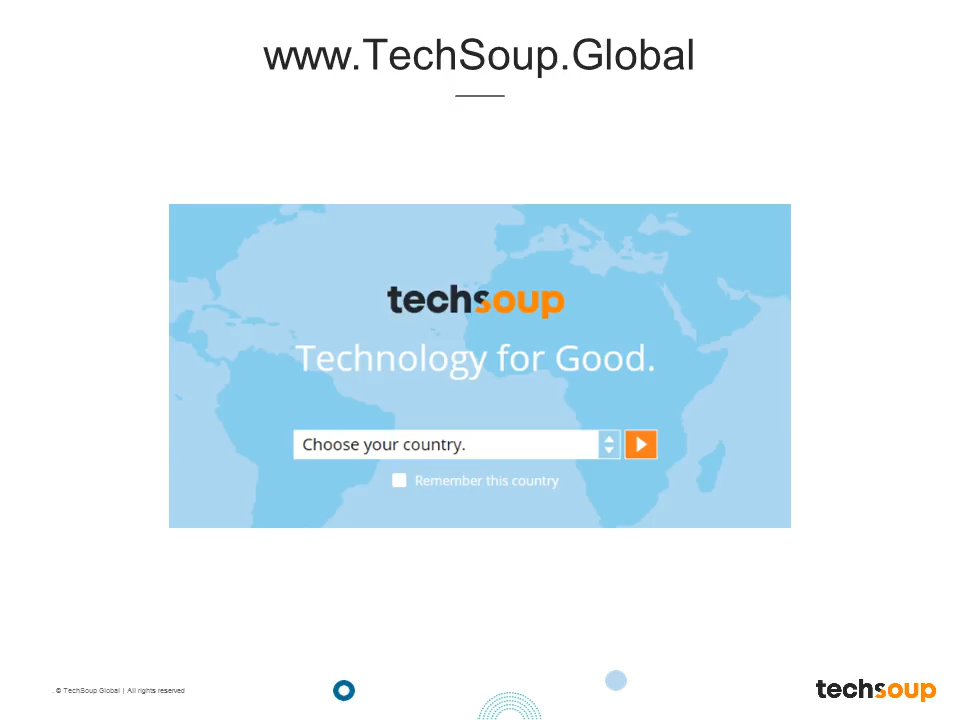 www.TechSoup.Global
techsoup
Technology for Good.
Choose your country.
Remember this country
. © TechSoup Global | All rights reserved
techsoup